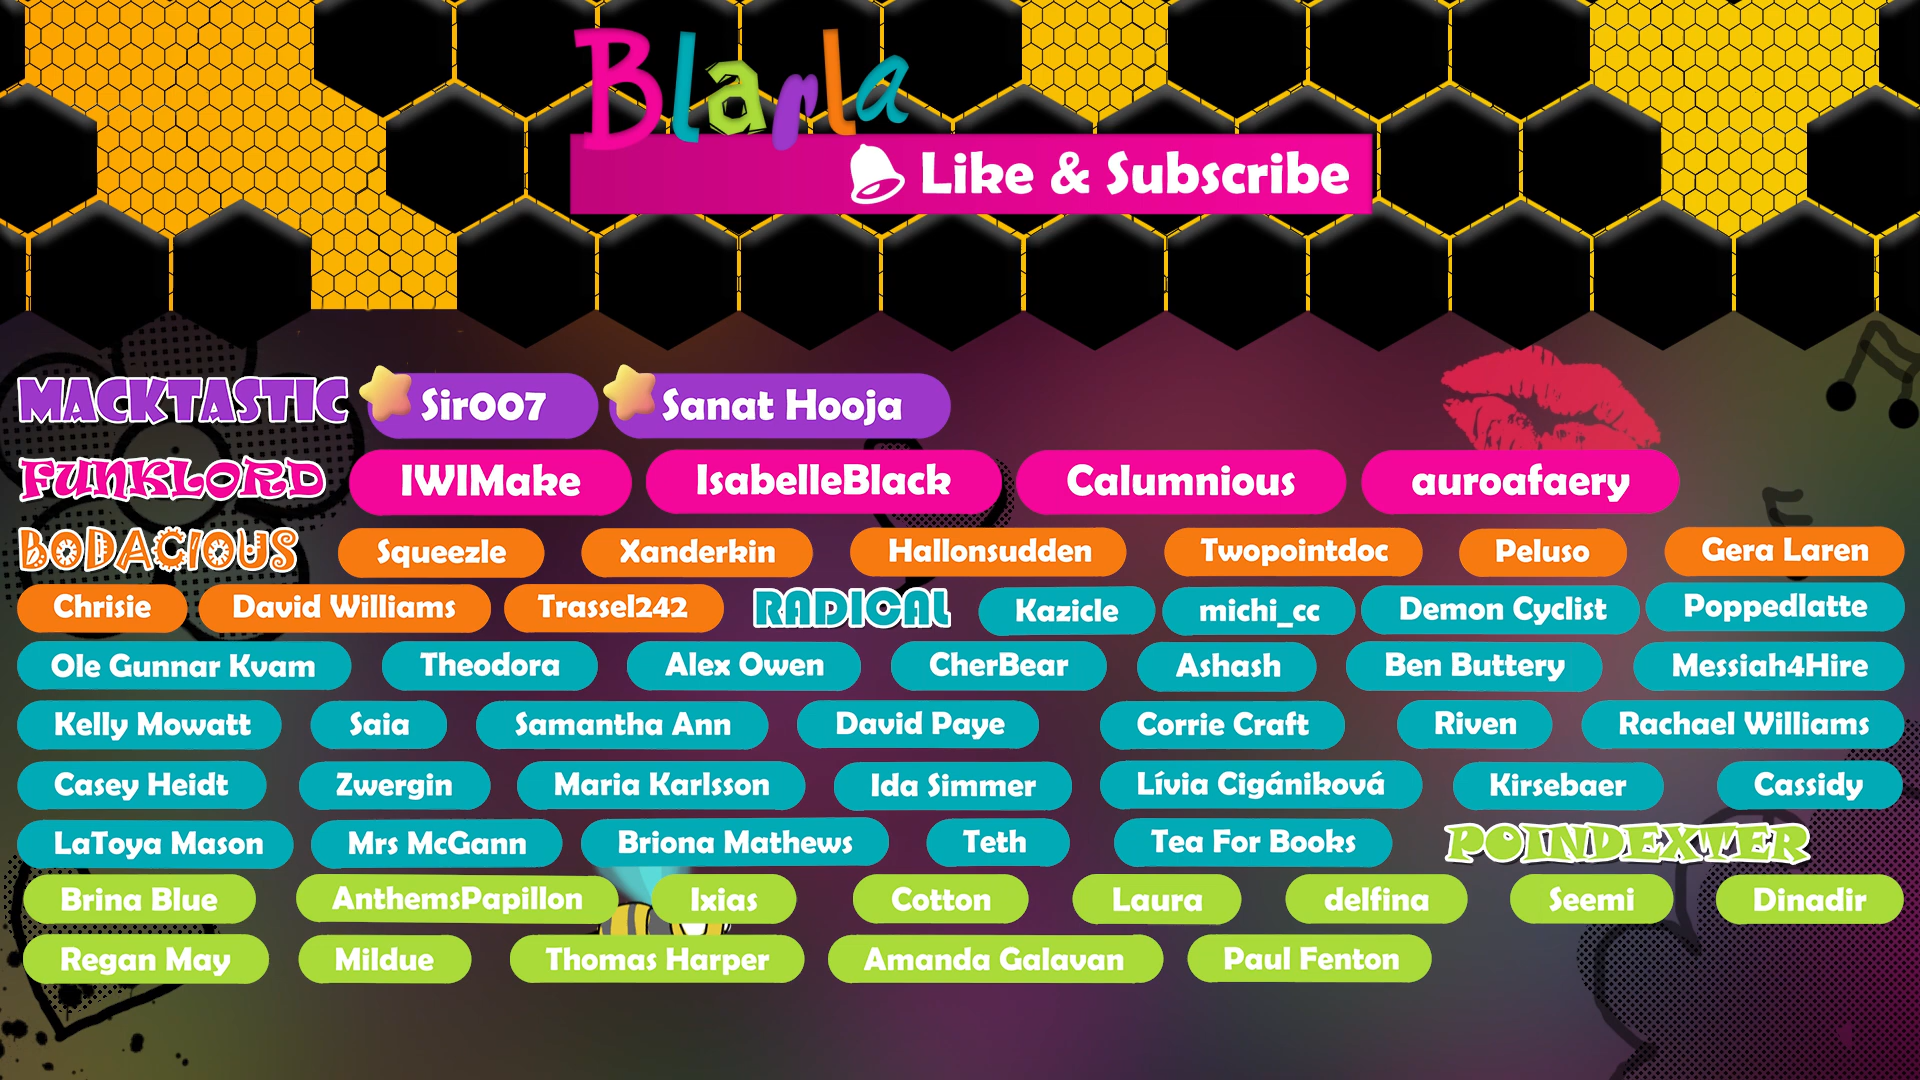 Blarla
Like & Subscribe
MACKTASTIC Sir007 Sanat Hooja
FUNKLORD IWIMake IsabelleBlack Calumnious auroafaery
BODACIOUS Squeezle Xanderkin Hallonsudden Twopointdoc Peluso Gera Laren
Chrisie David Williams Trassel242 RADICAL Kazicle michi_cc Demon Cyclist Poppedlatte
Ole Gunnar Kvam Theodora Alex Owen CherBear Ashash Ben Buttery Messiah4Hire
Kelly Mowatt Saia Samantha Ann David Paye Corrie Craft Riven Rachael Williams
Casey Heidt Zwergin Maria Karlsson Ida Simmer Lívia Cigániková Kirsebaer Cassidy
LaToya Mason Mrs McGann Briona Mathews Teth Tea For Books POINDEXTER
Brina Blue AnthemsPapillon Ixias Cotton Laura delfina Seemi Dinadir
Regan May Mildue Thomas Harper Amanda Galavan Paul Fenton